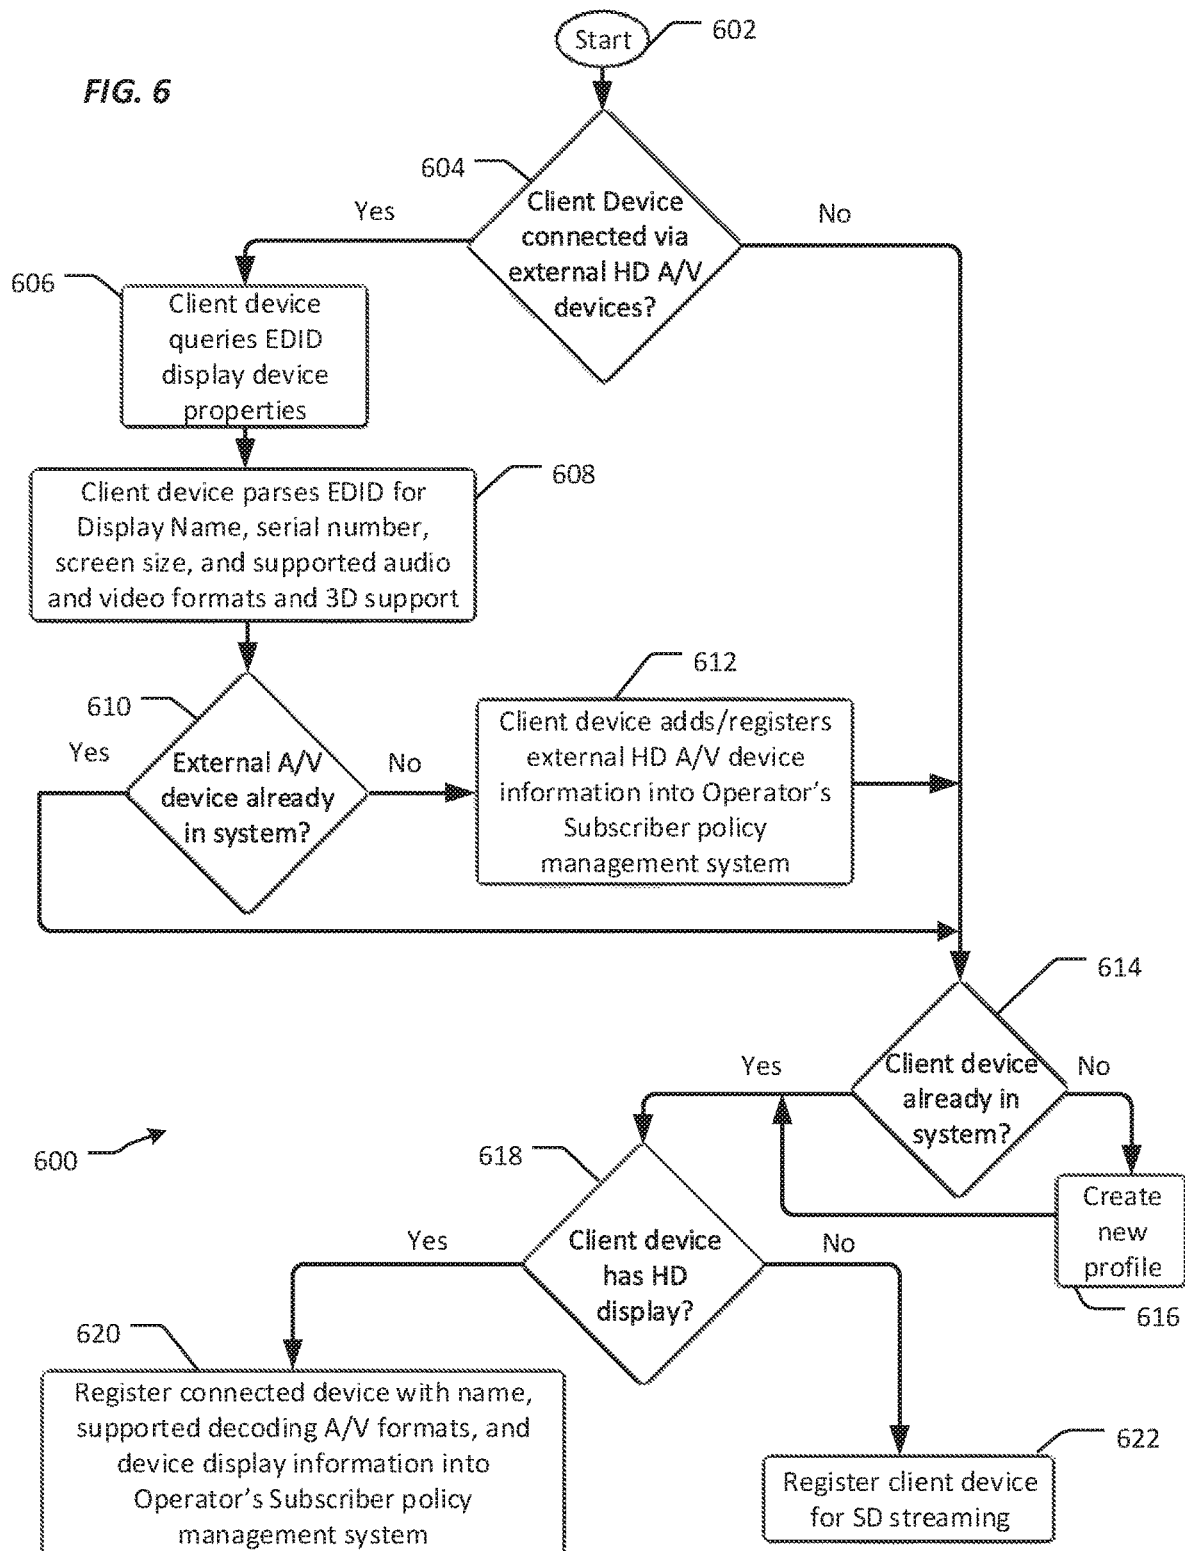 Start
602
FIG. 6
604
Client Device
connected via
external HD A/V
devices?
Yes
No
606
Client device
queries EDID
display device
properties
608
Client device parses EDID for
Display Name, serial number,
screen size, and supported audio
and video formats and 3D support
610
Yes
External A/V
device already
in system?
No
612
Client device adds/registers
external HD A/V device
information into Operator's
Subscriber policy
management system
614
Yes
Client device
already in
system?
No
600
618
Create
new
profile
616
Yes
Client device
has HD
display?
No
620
Register connected device with name,
supported decoding A/V formats, and
device display information into
Operator's Subscriber policy
management system
622
Register client device
for SD streaming